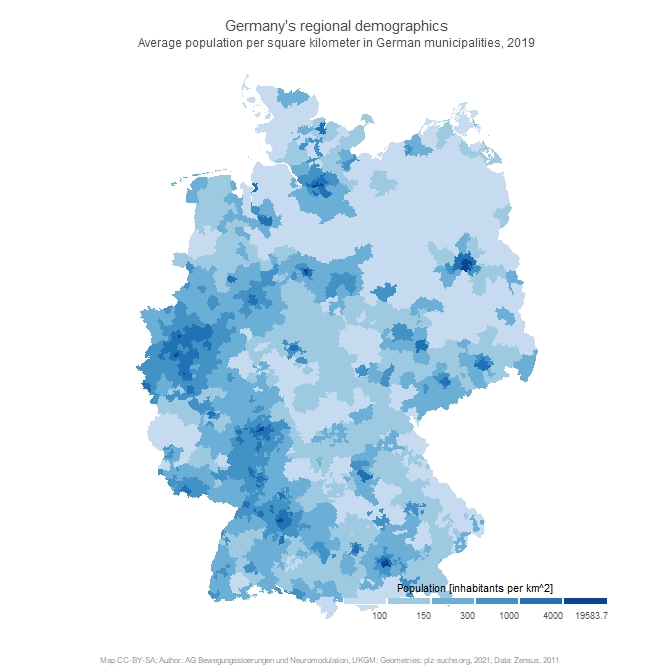 Germany's regional demographics
Average population per square kilometer in German municipalities, 2019
Population [inhabitants per km^2]
100 150 300 1000 4000 19583.7
Map CC-BY-SA; Author: AG Bewegungsstoerungen und Neuromodulation, UKGM; Geometries: plz-suche.org, 2021; Data: Zensus, 2011